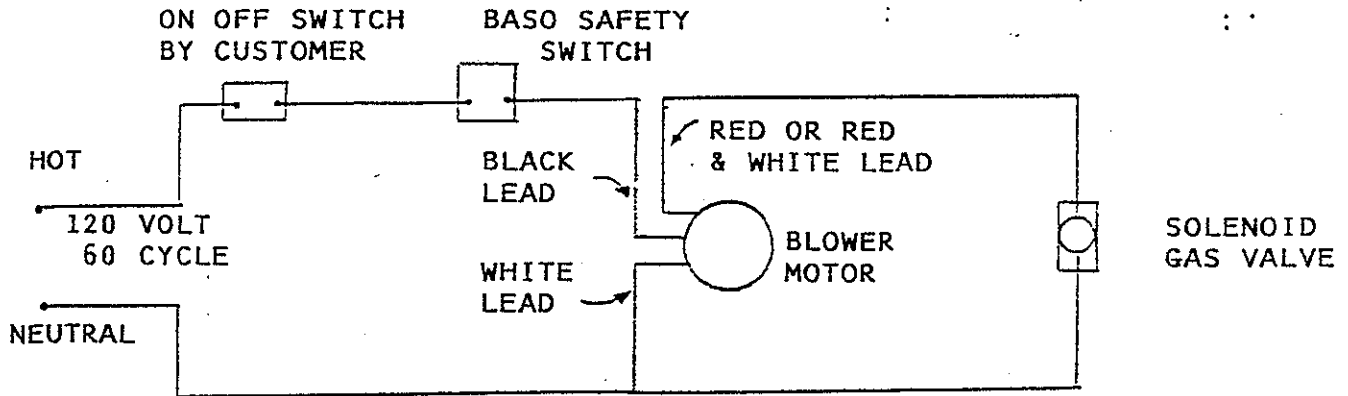 ON OFF SWITCH
BY CUSTOMER
BASO SAFETY
SWITCH
RED OR RED
& WHITE LEAD
HOT
BLACK
LEAD
120 VOLT
60 CYCLE
BLOWER
MOTOR
SOLENOID
GAS VALVE
WHITE
LEAD
NEUTRAL